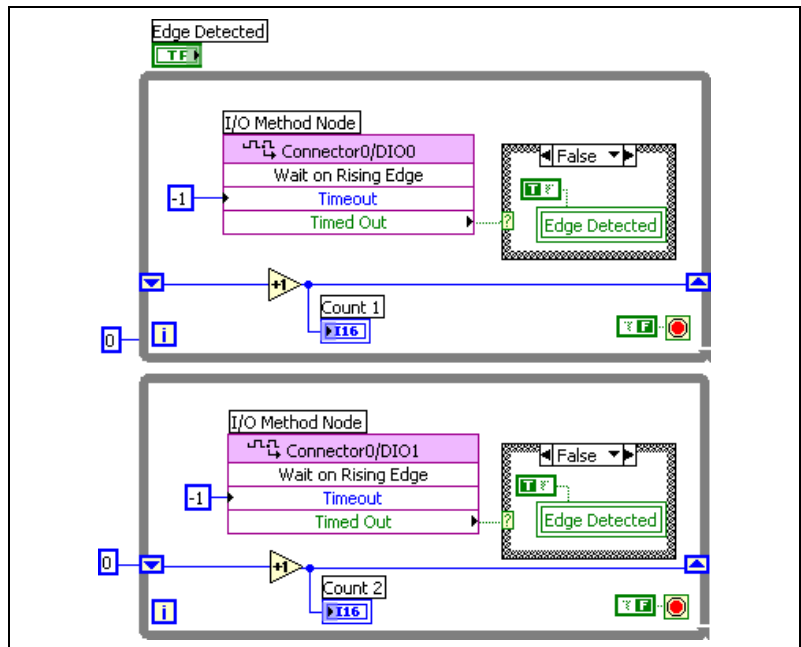 Edge Detected
TF
I/O Method Node
Connector0/DIO0
Wait on Rising Edge
-1
Timeout
Timed Out
False
T F
?
Edge Detected
+1
Count 1
I16
0
i
T F
I/O Method Node
Connector0/DIO1
Wait on Rising Edge
-1
Timeout
Timed Out
False
T F
?
Edge Detected
0
+1
Count 2
I16
i
T F